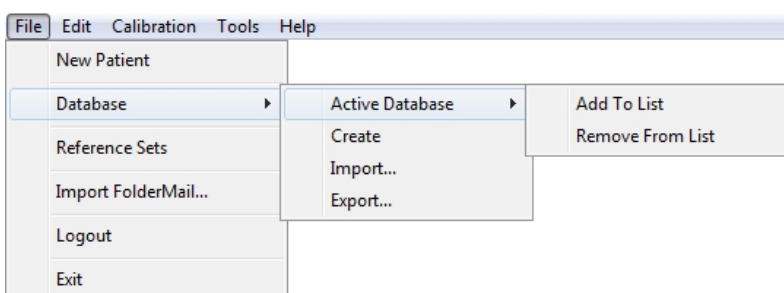 File Edit Calibration Tools Help
New Patient
Database
Reference Sets
Import FolderMail...
Logout
Exit
Active Database
Create
Import...
Export...
Add To List
Remove From List